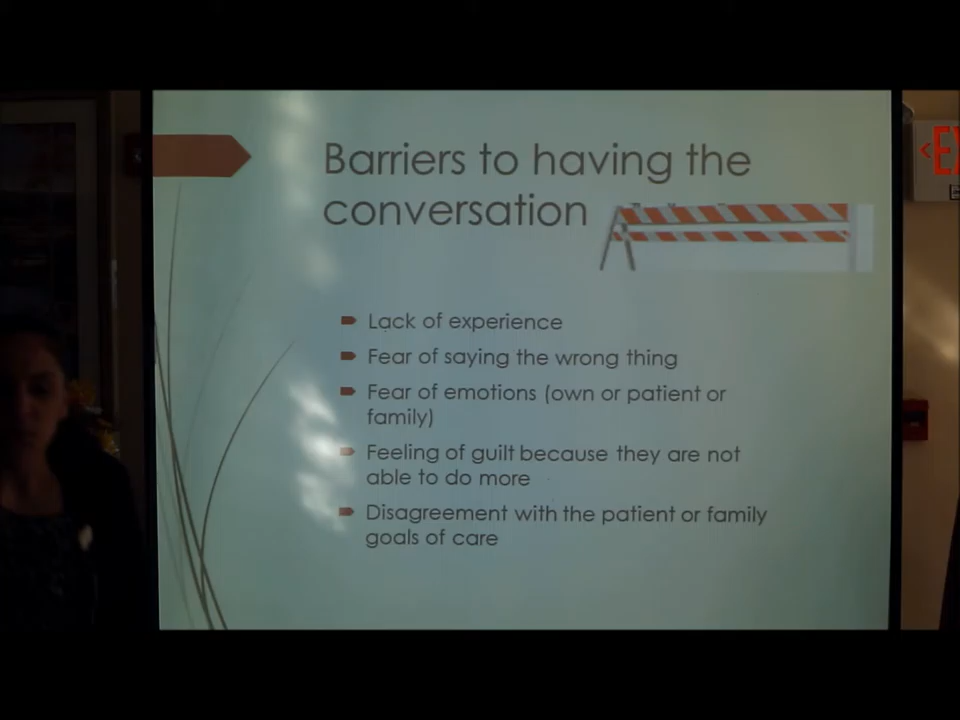 Barriers to having the
conversation
Lack of experience
Fear of saying the wrong thing
Fear of emotions (own or patient or
family)
Feeling of guilt because they are not
able to do more
Disagreement with the patient or family
goals of care